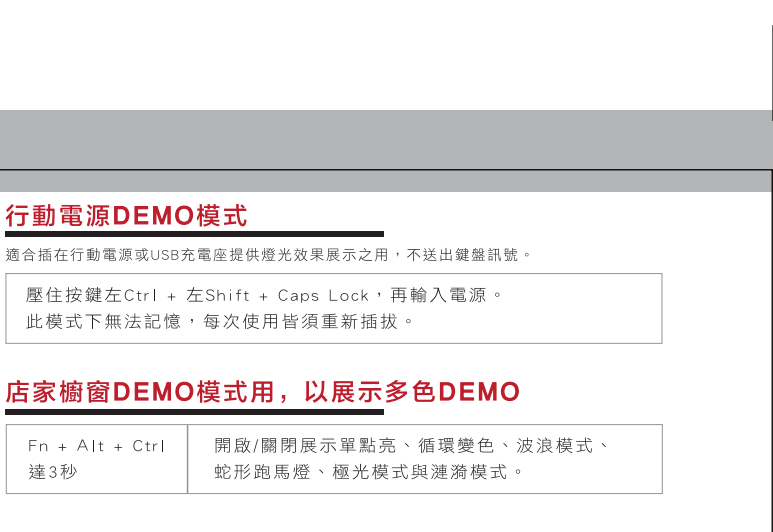 行動電源DEMO模式
適合插在行動電源或USB充電座提供燈光效果展示之用，不送出鍵盤訊號。
壓住按鍵左Ctrl + 左Shift + Caps Lock，再輸入電源。
此模式下無法記憶，每次使用皆須重新插拔。
店家櫥窗DEMO模式用，以展示多色DEMO
Fn + Alt + Ctrl
達3秒
開啟/關閉展示單點亮、循環變色、波浪模式、
蛇形跑馬燈、極光模式與漣漪模式。